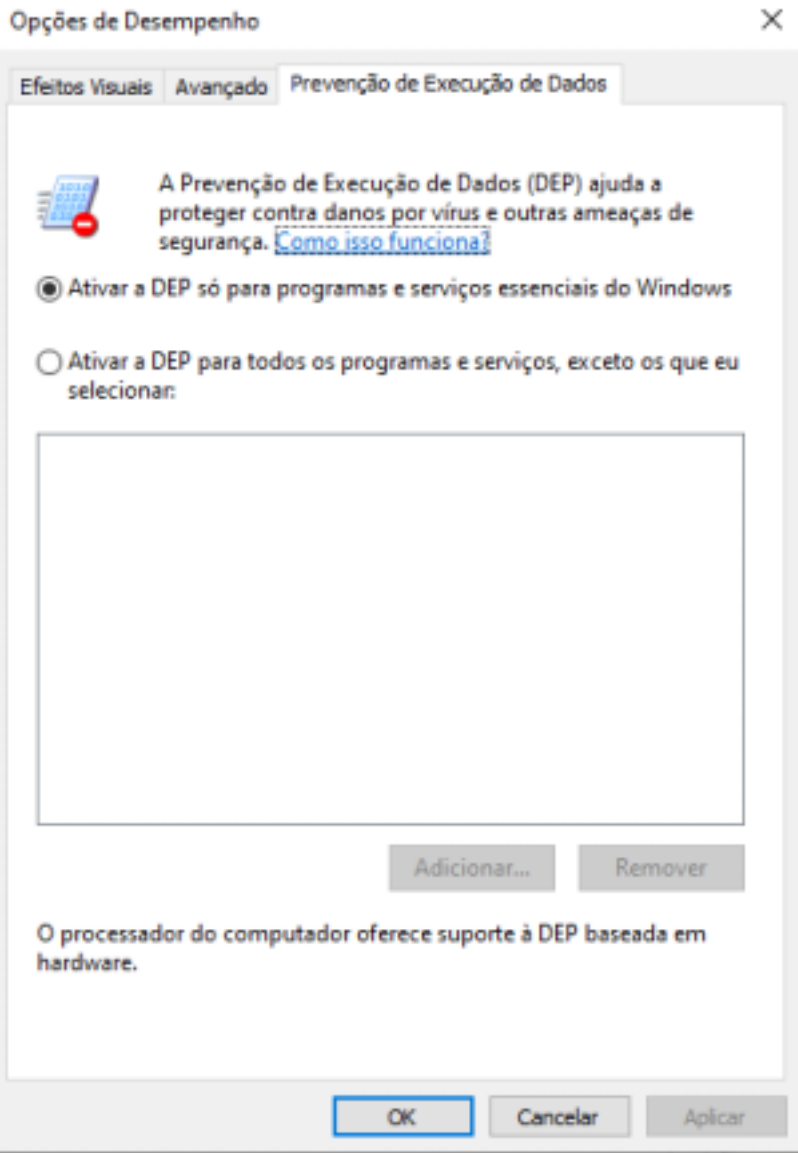 Opções de Desempenho
Efeitos Visuais Avançado Prevenção de Execução de Dados
A Prevenção de Execução de Dados (DEP) ajuda a
proteger contra danos por vírus e outras ameaças de
segurança. Como isso funciona?
Ativar a DEP só para programas e serviços essenciais do Windows
Ativar a DEP para todos os programas e serviços, exceto os que eu
selecionar:
Adicionar... Remover
O processador do computador oferece suporte à DEP baseada em
hardware.
OK Cancelar Aplicar